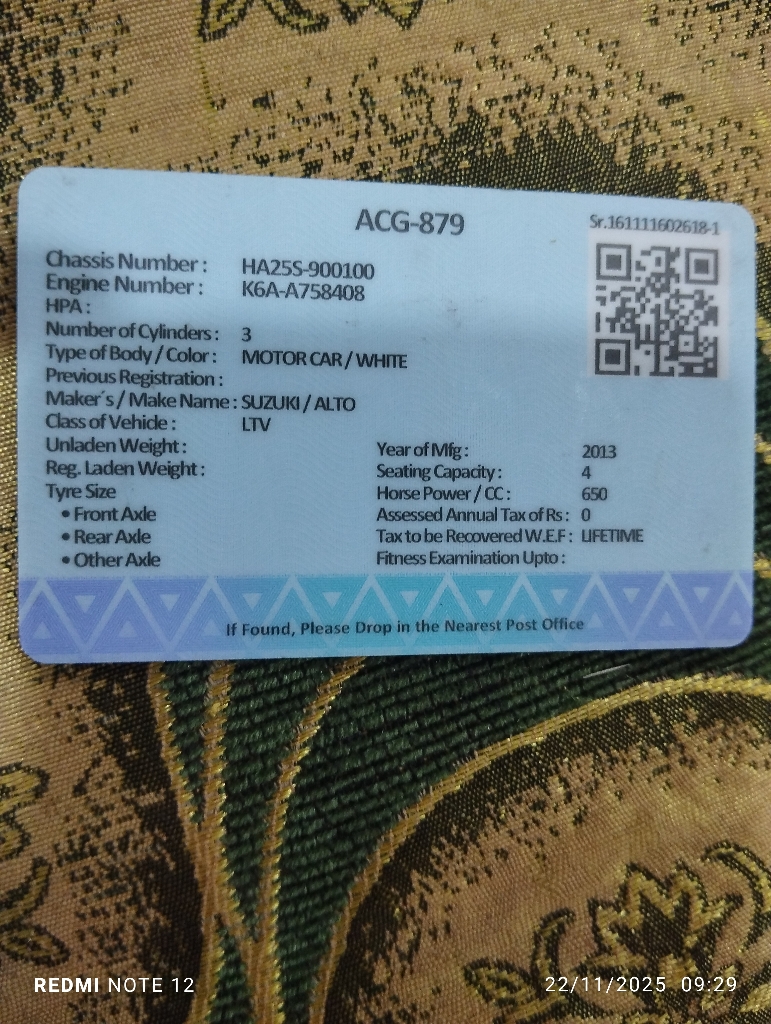 ACG-879
Sr.161111602618-1
Chassis Number : HA25S-900100
Engine Number : K6A-A758408
HPA :
Number of Cylinders : 3
Type of Body / Color : MOTOR CAR / WHITE
Previous Registration :
Maker´s / Make Name : SUZUKI / ALTO
Class of Vehicle : LTV
Unladen Weight :
Reg. Laden Weight :
Tyre Size
• Front Axle
• Rear Axle
• Other Axle
Year of Mfg : 2013
Seating Capacity : 4
Horse Power / CC : 650
Assessed Annual Tax of Rs : 0
Tax to be Recovered W.E.F : LIFETIME
Fitness Examination Upto :
If Found, Please Drop in the Nearest Post Office
REDMI NOTE 12
22/11/2025 09:29